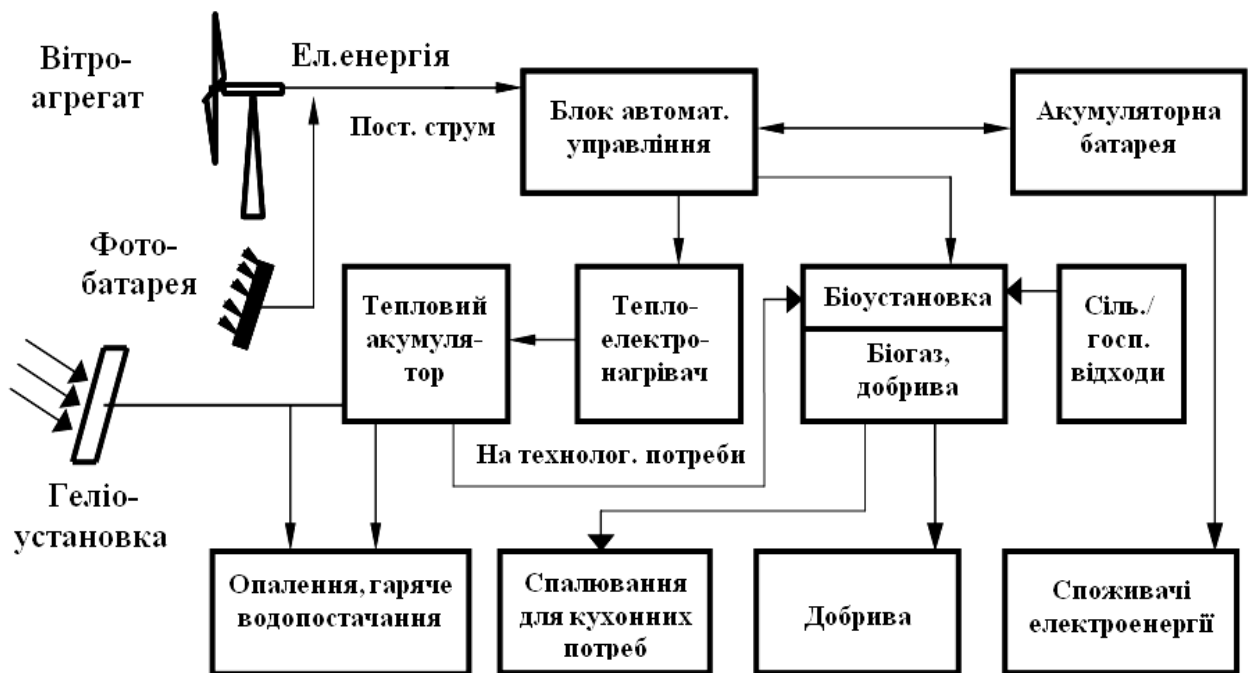 Вітро-
агрегат
Ел.енергія
Пост. струм
Блок автомат.
управління
Акумуляторна
батарея
Фото-
батарея
Тепловий
акумуля-
тор
Тепло-
електро-
нагрівач
Біоустановка
Біогаз,
добрива
Сіль./
госп.
відходи
Геліо-
установка
На технолог. потреби
Опалення, гаряче
водопостачання
Спалювання
для кухонних
потреб
Добрива
Споживачі
електроенергії